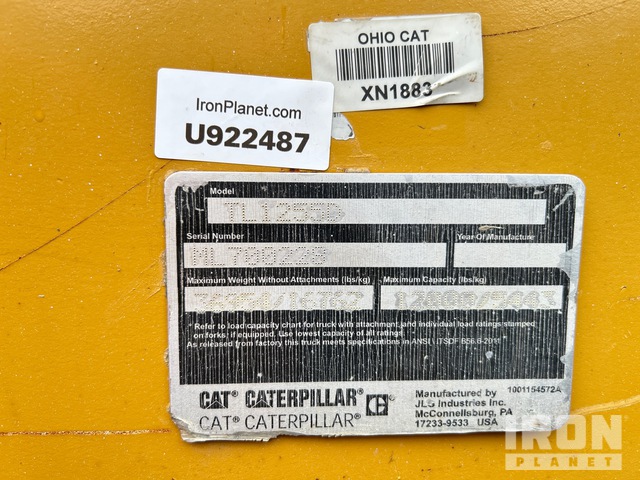 OHIO CAT
XN1883
IronPlanet.com
U922487
Model
TL1255D
Serial Number
Year Of Manufacture
ML700228
Maximum Weight Without Attachments (lbs/kg)
Maximum Capacity (lbs/kg)
12000/5443
* Refer to load capacity chart for truck with attachment, and individual load ratings stamped
on forks, if equipped. Use lowest capacity of all ratings.
As released from factory this truck meets specifications in ANSI / ITSDF B56.6-2011
CAT® CATERPILLAR®
CAT® CATERPILLAR®
Manufactured by
JLG Industries Inc.
McConnellsburg, PA
17233-9533 USA
1001154572A
IRON
PLANET